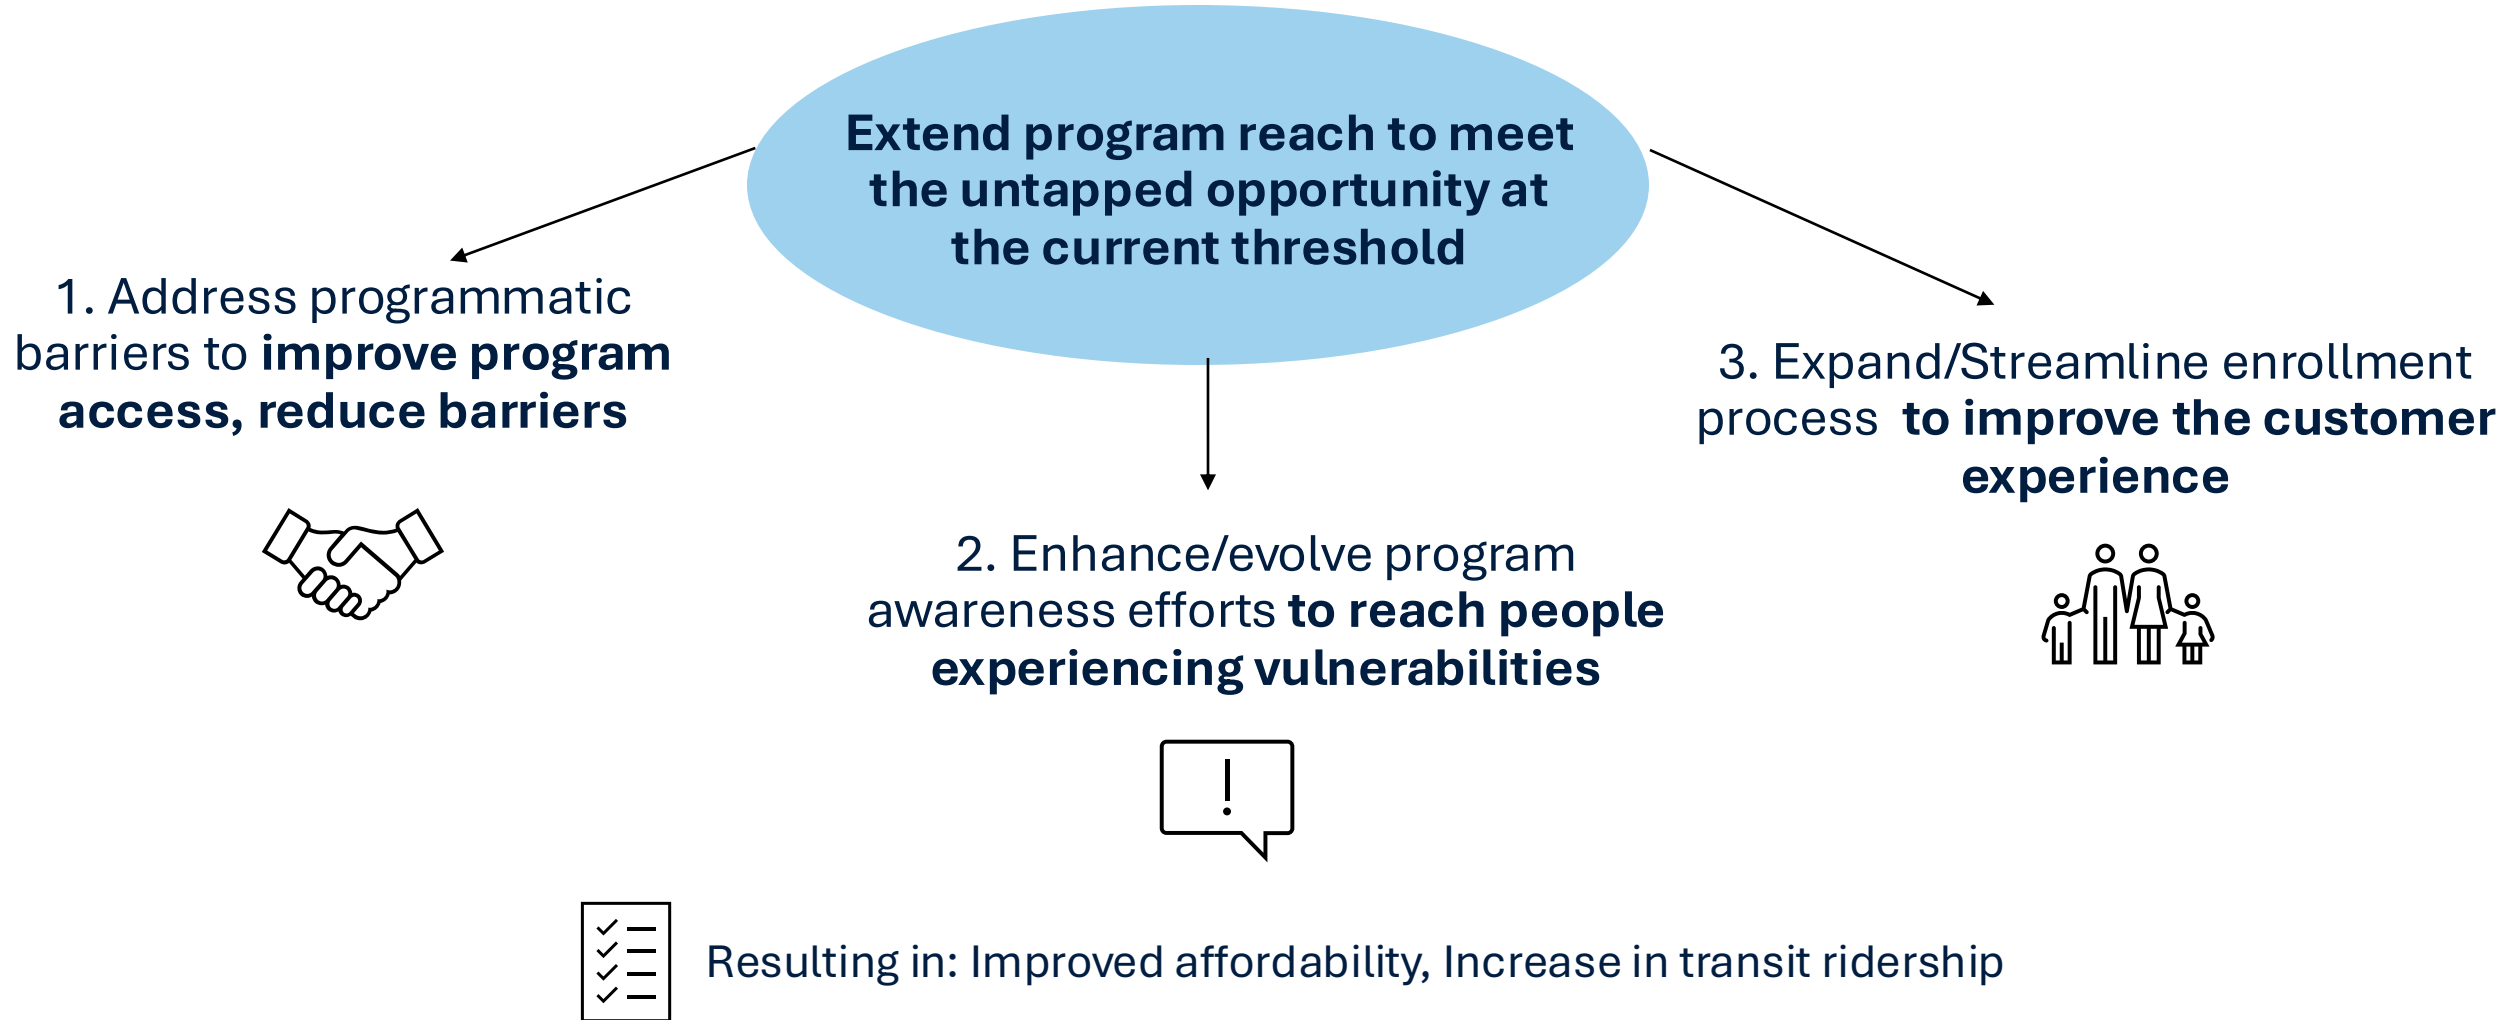 Extend program reach to meet
the untapped opportunity at
the current threshold
1. Address programmatic
barriers to improve program
access, reduce barriers
2. Enhance/evolve program
awareness efforts to reach people
experiencing vulnerabilities
3. Expand/Streamline enrollment
process to improve the customer
experience
Resulting in: Improved affordability, Increase in transit ridership